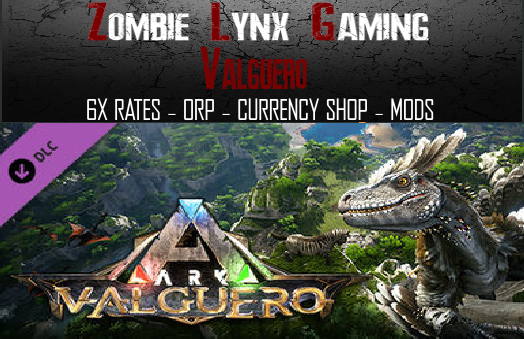 Zombie Lynx Gaming
Valguero
6X RATES - ORP - CURRENCY SHOP - MODS
DLC
ARK
VALGUERO